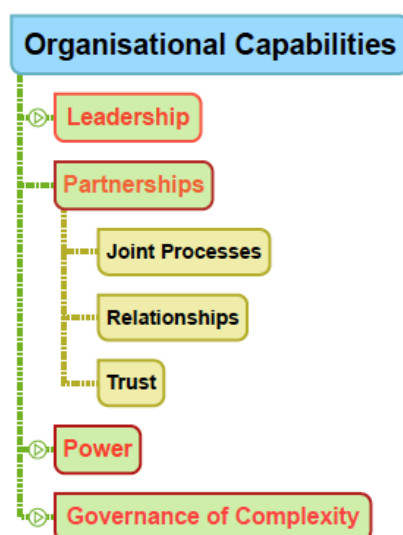 Organisational Capabilities
Leadership
Partnerships
Joint Processes
Relationships
Trust
Power
Governance of Complexity